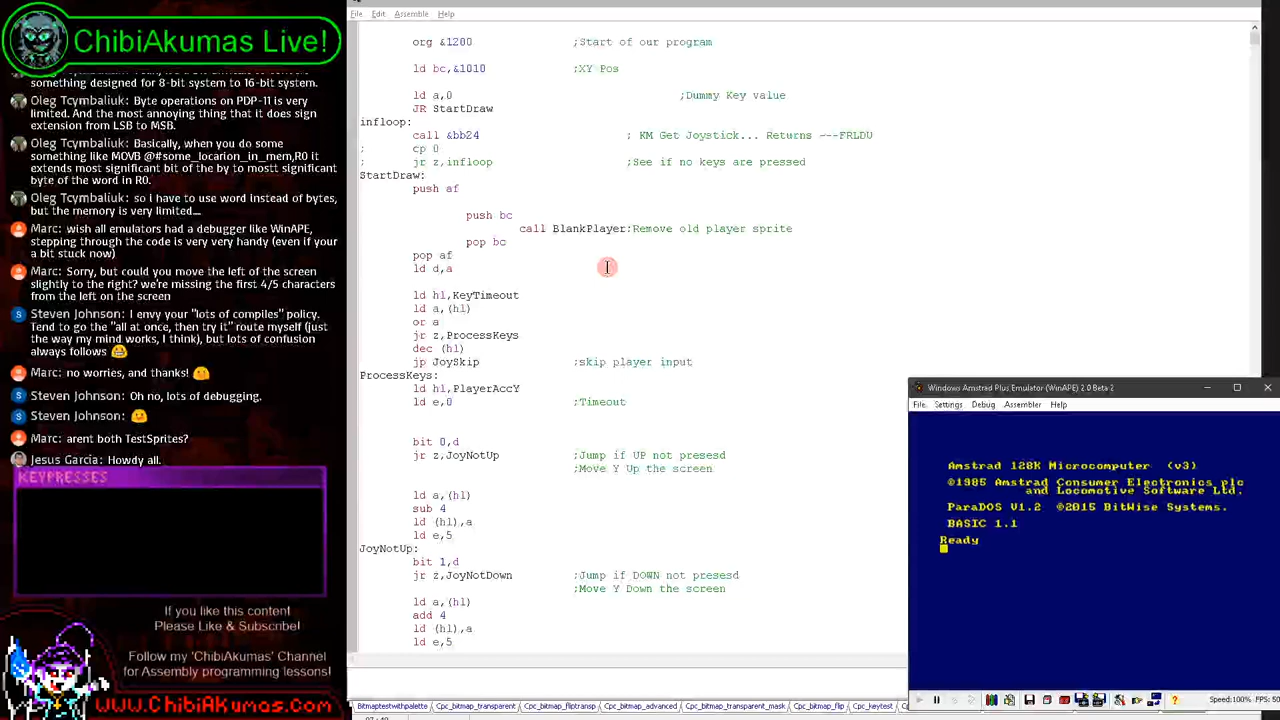 ChibiAkumas Live!
something designed for 8-bit system to 16-bit system.
Oleg Tcymbaliuk: Byte operations on PDP-11 is very
limited. And the most annoying thing that it does sign
extension from LSB to MSB.
Oleg Tcymbaliuk: Basically, when you do some
something like MOVB @#some_locarion_in_mem,R0 it
extends most significant bit of the by to mostt significant
byte of the word in R0.
Oleg Tcymbaliuk: so I have to use word instead of bytes,
but the memory is very limited....
Marc: wish all emulators had a debugger like WinAPE,
stepping through the code is very very handy (even if your
a bit stuck now)
Marc: Sorry, but could you move the left of the screen
slightly to the right? we're missing the first 4/5 characters
from the left on the screen
Steven Johnson: I envy your "lots of compiles" policy.
Tend to go the "all at once, then try it" route myself (just
the way my mind works, I think), but lots of confusion
always follows
Marc: no worries, and thanks!
Steven Johnson: Oh no, lots of debugging.
Steven Johnson:
Marc: arent both TestSprites?
Jesus Garcia: Howdy all.
KEYPRESSES
If you like this content
Please Like & Subscribe!
Follow my 'ChibiAkumas' Channel
for Assembly programming lessons!
www.ChibiAkumas.com
File Edit Assemble Help
org &1200 ;Start of our program
ld bc,&1010 ;XY Pos
ld a,0 ;Dummy Key value
JR StartDraw
infloop:
call &bb24 ; KM Get Joystick... Returns ---FRLDU
; cp 0
; jr z,infloop ;See if no keys are pressed
StartDraw:
push af
push bc
call BlankPlayer;Remove old player sprite
pop bc
pop af
ld d,a
ld hl,KeyTimeout
ld a,(hl)
or a
jr z,ProcessKeys
dec (hl)
jp JoySkip ;skip player input
ProcessKeys:
ld hl,PlayerAccY
ld e,0 ;Timeout
bit 0,d
jr z,JoyNotUp ;Jump if UP not presesd
;Move Y Up the screen
ld a,(hl)
sub 4
ld (hl),a
ld e,5
JoyNotUp:
bit 1,d
jr z,JoyNotDown ;Jump if DOWN not presesd
;Move Y Down the screen
ld a,(hl)
add 4
ld (hl),a
ld e,5
Bitmaptestwithpalette Cpc_bitmap_transparent Cpc_bitmap_fliptransp Cpc_bitmap_advanced Cpc_bitmap_transparent_mask Cpc_bitmap_flip Cpc_keytest
Windows Amstrad Plus Emulator (WinAPE) 2.0 Beta 2
File Settings Debug Assembler Help
Amstrad 128K Microcomputer (v3)
©1985 Amstrad Consumer Electronics plc
and Locomotive Software Ltd.
ParaDOS V1.2 ©2015 BitWise Systems.
BASIC 1.1
Ready
Speed:100% FPS: 50